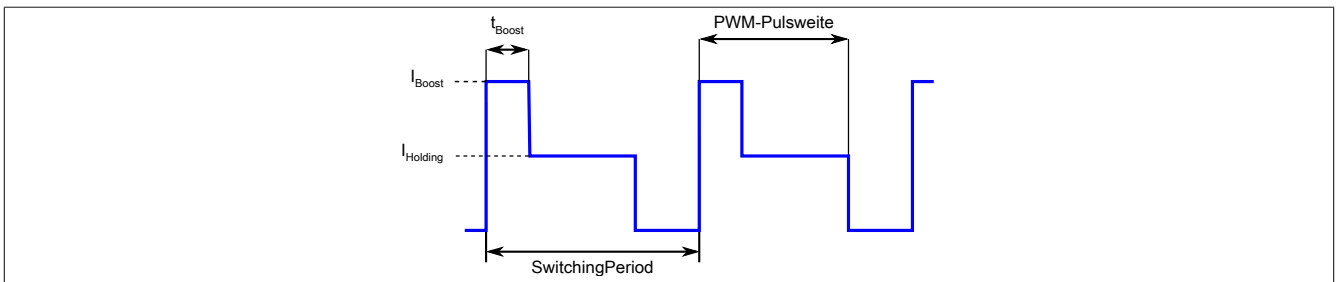 t_Boost
PWM-Pulsweite
I_Boost
I_Holding
SwitchingPeriod